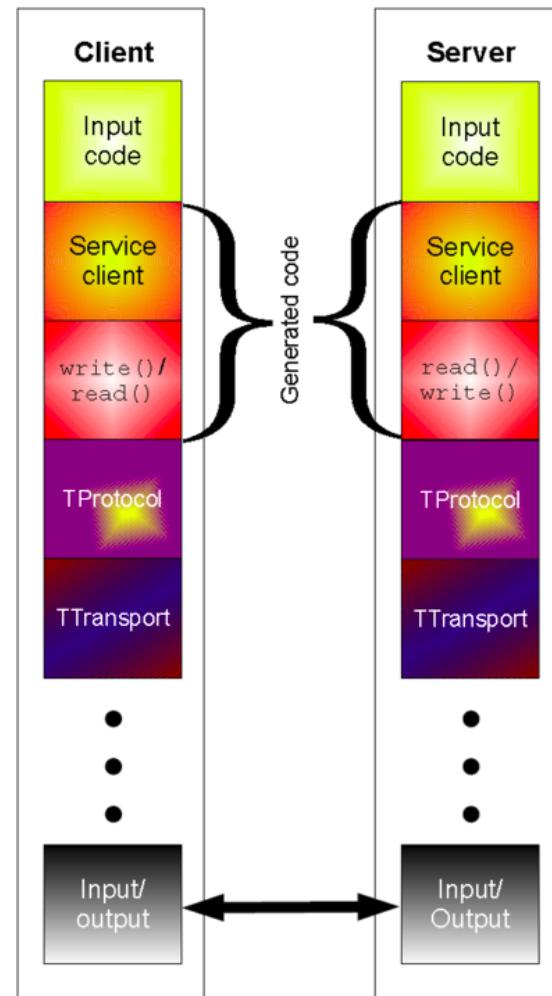 Client
Input
code
Service
client
write()/
read()
TProtocol
TTransport
Input/
output
Generated code
Server
Input
code
Service
client
read()/
write()
TProtocol
TTransport
Input/
Output